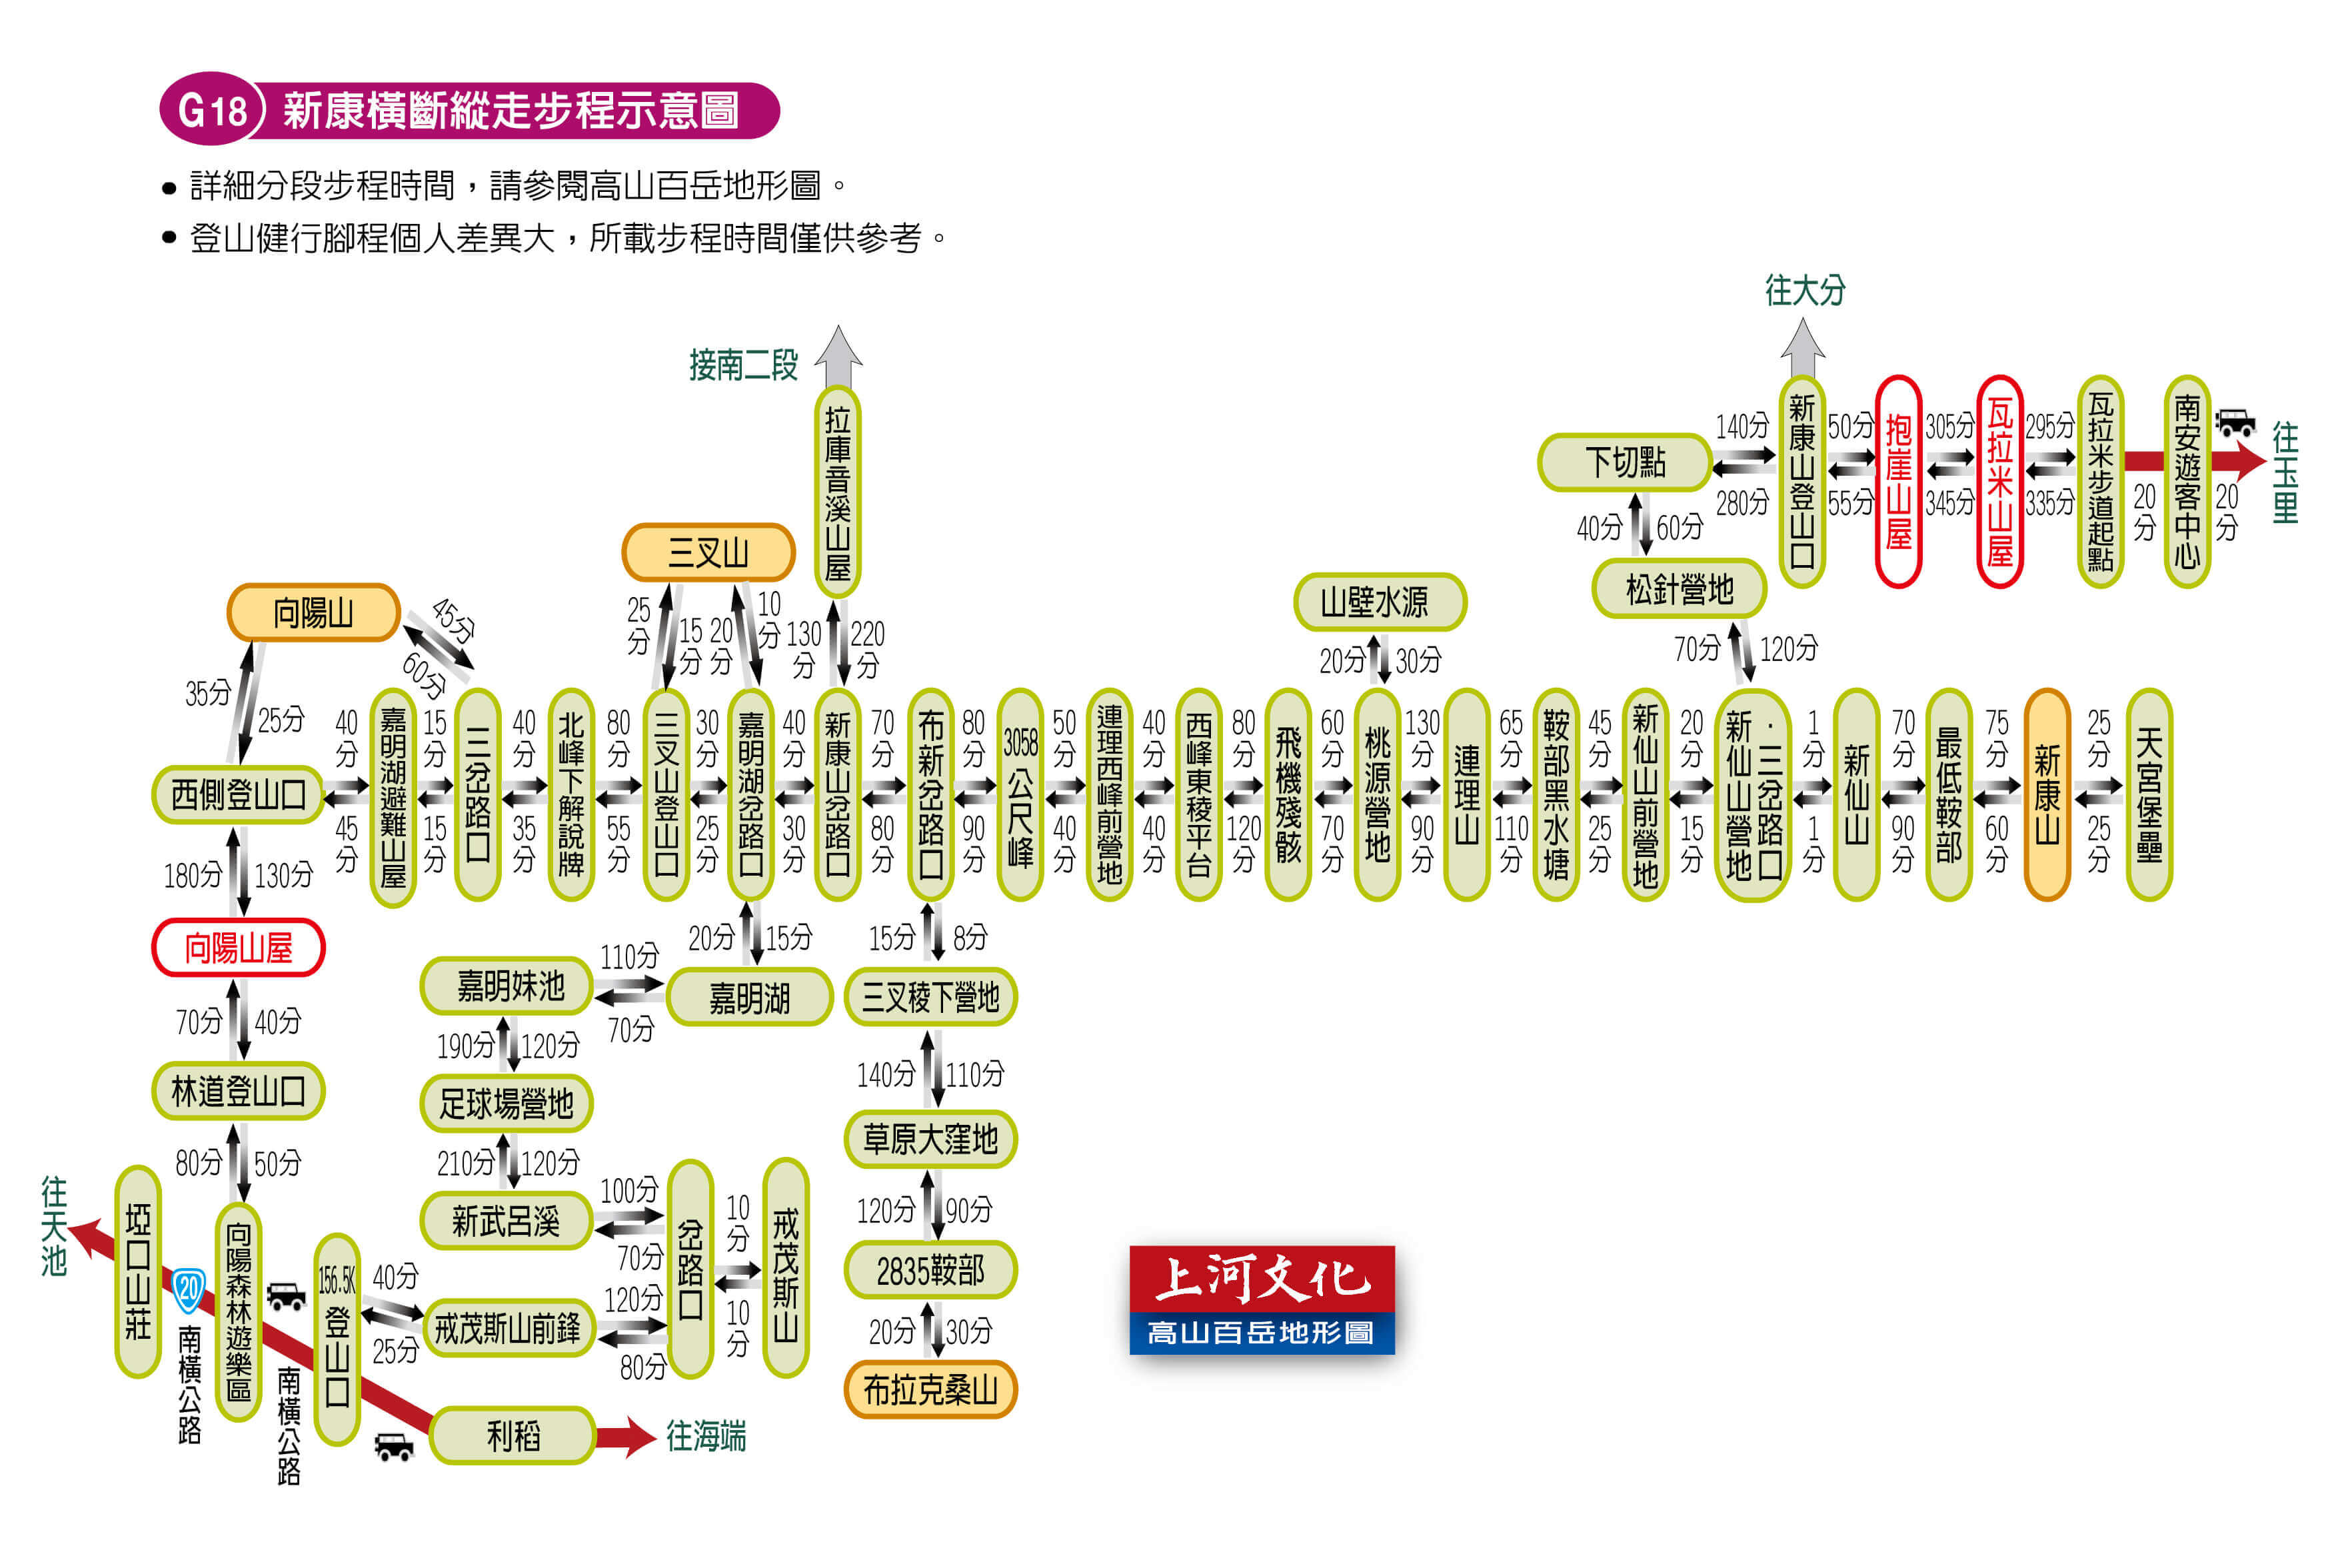 G18 新康橫斷縱走步程示意圖
• 詳細分段步程時間，請參閱高山百岳地形圖。
• 登山健行腳程個人差異大，所載步程時間僅供參考。
往大分
接南二段
拉庫音溪山屋
新康山登山口
50分
55分
抱崖山屋
305分
345分
瓦拉米山屋
295分
335分
瓦拉米步道起點
20分
南安遊客中心
20分
往玉里
下切點
140分
280分
40分
60分
松針營地
70分
120分
三叉山
25分
15分
20分
10分
130分
220分
山壁水源
20分
30分
向陽山
45分
60分
35分
25分
西側登山口
40分
45分
嘉明湖避難山屋
15分
15分
三岔路口
40分
35分
北峰下解說牌
80分
55分
三叉山登山口
30分
25分
嘉明湖岔路口
40分
30分
新康山岔路口
70分
80分
布新岔路口
80分
90分
3058公尺峰
50分
40分
連理西峰前營地
40分
40分
西峰東稜平台
80分
120分
飛機殘骸
60分
70分
桃源營地
130分
90分
連理山
65分
110分
鞍部黑水塘
45分
25分
新仙山前營地
20分
15分
新仙山營地
・三岔路口
1分
1分
新仙山
70分
90分
最低鞍部
75分
60分
新康山
25分
25分
天宮堡壘
180分
130分
向陽山屋
70分
40分
林道登山口
80分
50分
向陽森林遊樂區
20分
15分
嘉明湖
110分
70分
嘉明妹池
190分
120分
足球場營地
210分
120分
新武呂溪
100分
70分
岔路口
10分
10分
戒茂斯山
120分
80分
戒茂斯山前鋒
40分
25分
156.5K登山口
15分
8分
三叉稜下營地
140分
110分
草原大窪地
120分
90分
2835鞍部
20分
30分
布拉克桑山
往天池
埡口山莊
20
南橫公路
南橫公路
利稻
往海端
上河文化
高山百岳地形圖